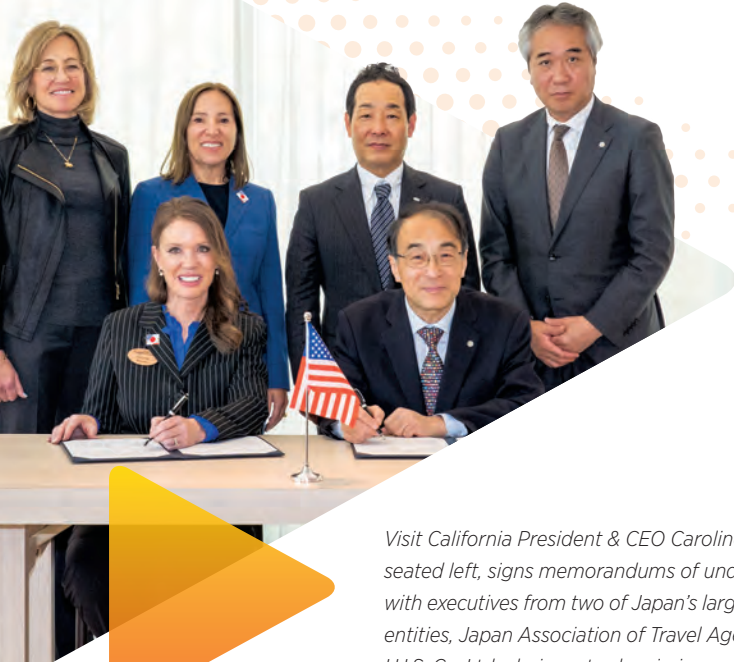 Visit California President & CEO Carolin
seated left, signs memorandums of und
with executives from two of Japan's larg
entities, Japan Association of Travel Age